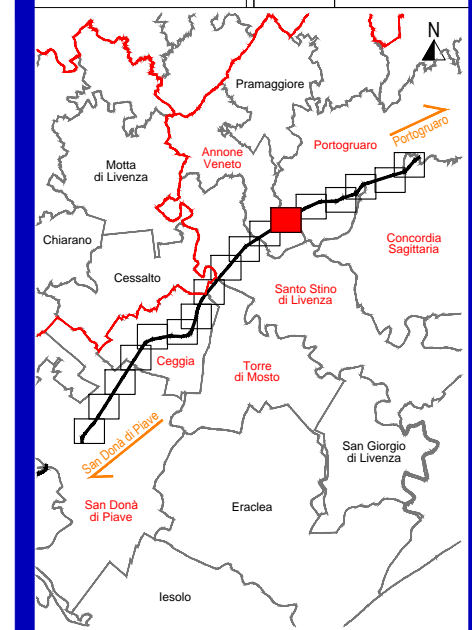 N
Pramaggiore
Portogruaro
Portogruaro
Annone
Veneto
Motta
di Livenza
Chiarano
Concordia
Sagittaria
Cessalto
Santo Stino
di Livenza
Ceggia
Torre
di Mosto
San Donà di Piave
San Giorgio
di Livenza
San Donà
di Piave
Eraclea
Iesolo